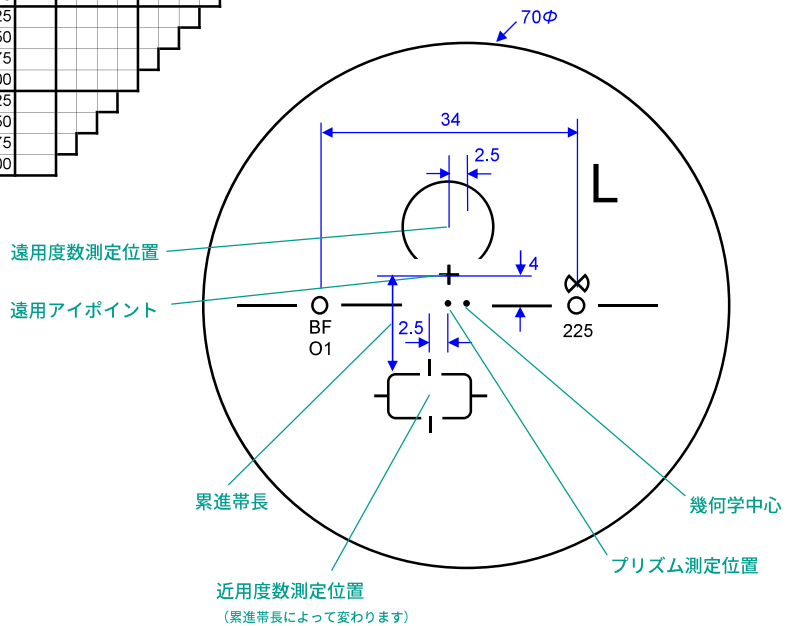 25
50
75
00
25
50
75
00
70Φ
34
2.5
L
遠用度数測定位置
4
遠用アイポイント
BF
O1
2.5
225
累進帯長
幾何学中心
プリズム測定位置
近用度数測定位置
（累進帯長によって変わります）